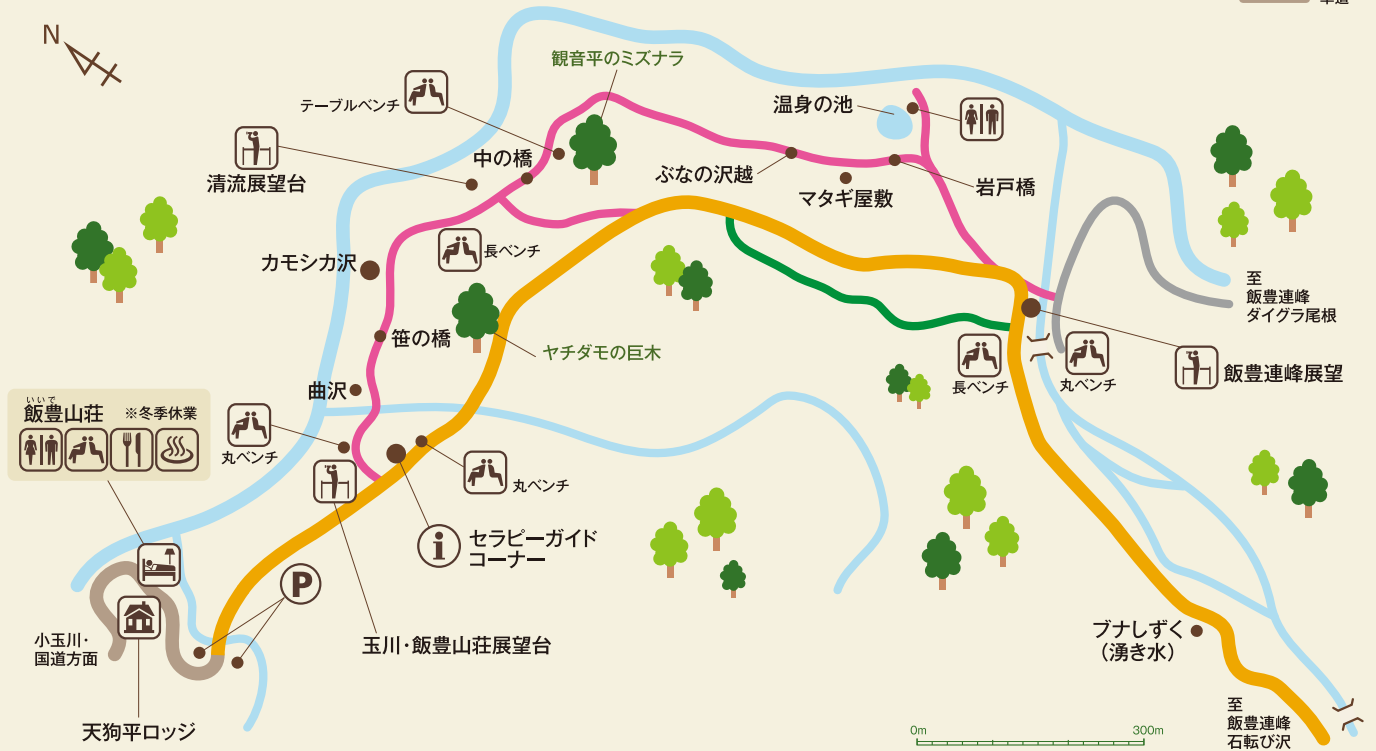 車道
N
観音平のミズナラ
テーブルベンチ
温身の池
中の橋
清流展望台
ぶなの沢越
マタギ屋敷
岩戸橋
長ベンチ
カモシカ沢
至
飯豊連峰
ダイグラ尾根
笹の橋
ヤチダモの巨木
長ベンチ
丸ベンチ
飯豊連峰展望
曲沢
いいで
飯豊山荘 ※冬季休業
丸ベンチ
丸ベンチ
i
セラピーガイド
コーナー
P
小玉川・
国道方面
玉川・飯豊山荘展望台
ブナしずく
(湧き水)
天狗平ロッジ
至
飯豊連峰
石転び沢
0m 300m